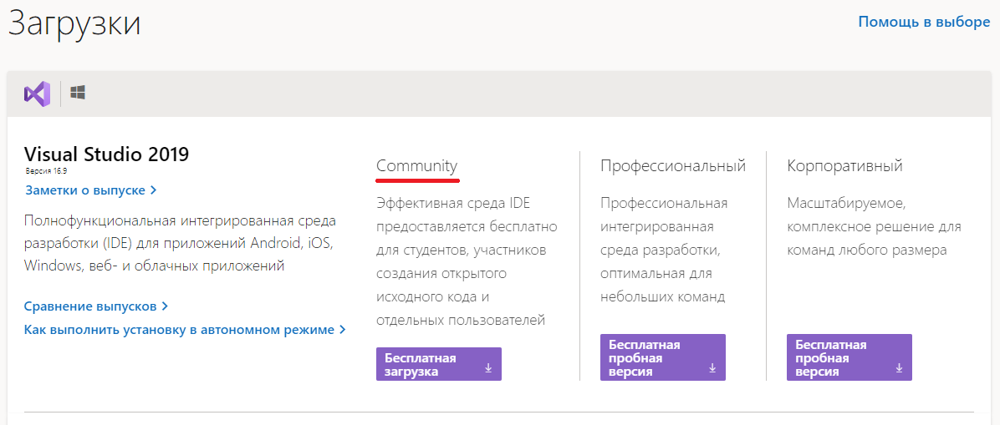 Загрузки
Помощь в выборе
Visual Studio 2019
Версия 16.9
Заметки о выпуске
Полнофункциональная интегрированная среда
разработки (IDE) для приложений Android, iOS,
Windows, веб- и облачных приложений
Сравнение выпусков
Как выполнить установку в автономном режиме
Community
Эффективная среда IDE
предоставляется бесплатно
для студентов, участников
создания открытого
исходного кода и
отдельных пользователей
Бесплатная
загрузка
Профессиональный
Профессиональная
интегрированная
среда разработки,
оптимальная для
небольших команд
Бесплатная
пробная
версия
Корпоративный
Масштабируемое,
комплексное решение для
команд любого размера
Бесплатная
пробная
версия